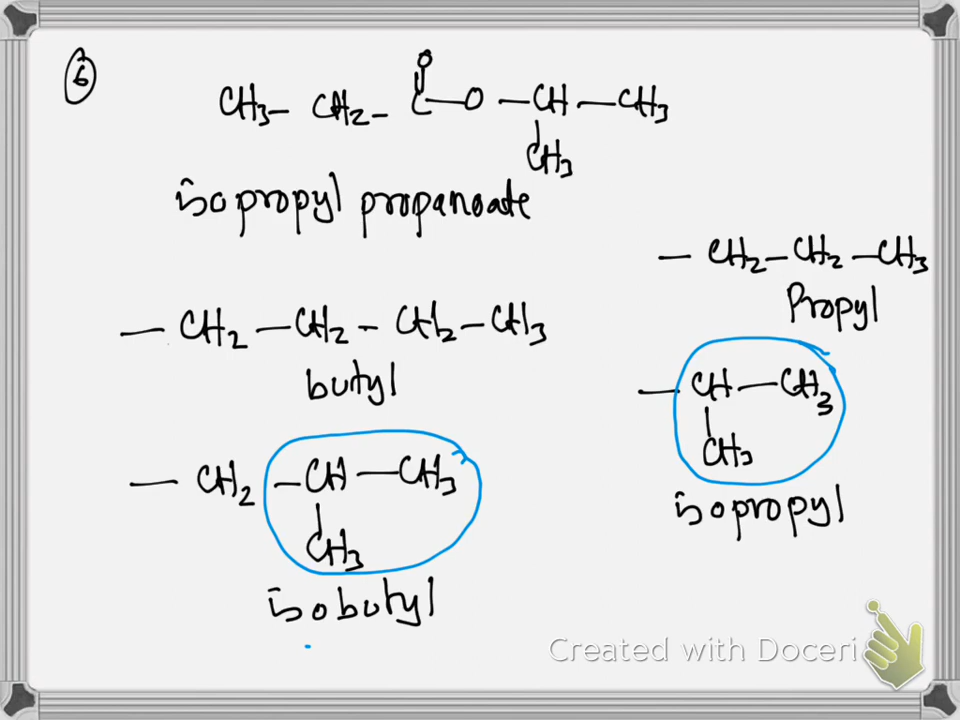 6
O
CH3 - CH2 - C - O - CH - CH3
CH3
isopropyl propanoate
- CH2 - CH2 - CH3
Propyl
- CH2 - CH2 - CH2 - CH3
butyl
- CH - CH3
CH3
isopropyl
- CH2 - CH - CH3
CH3
isobutyl
Created with Doceri